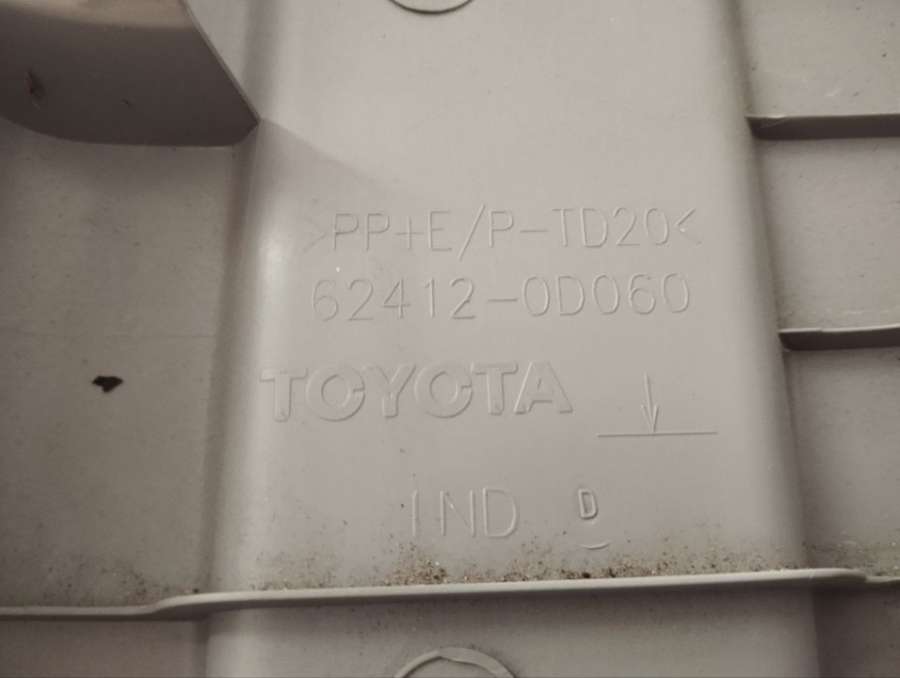 >PP+E/P-TD20<
62412-0D060
TOYOTA
IND D